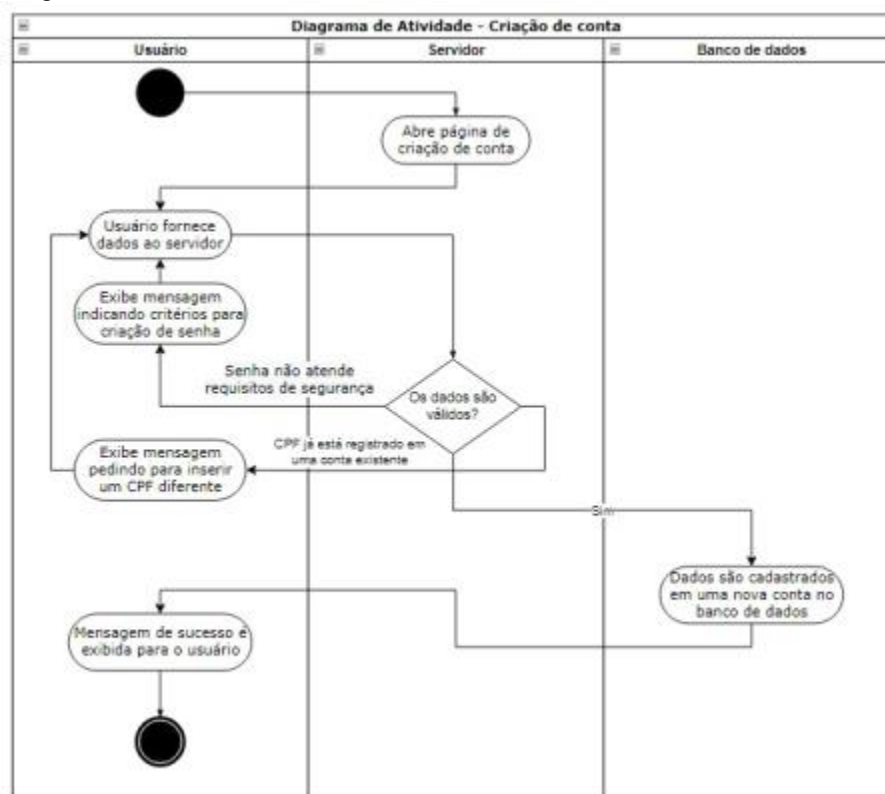 Diagrama de Atividade - Criação de conta
Usuário
Servidor
Banco de dados
Abre página de
criação de conta
Usuário fornece
dados ao servidor
Exibe mensagem
indicando critérios para
criação de senha
Senha não atende
requisitos de segurança
Os dados são
válidos?
CPF já está registrado em
uma conta existente
Exibe mensagem
pedindo para inserir
um CPF diferente
Sim
Dados são cadastrados
em uma nova conta no
banco de dados
Mensagem de sucesso é
exibida para o usuário